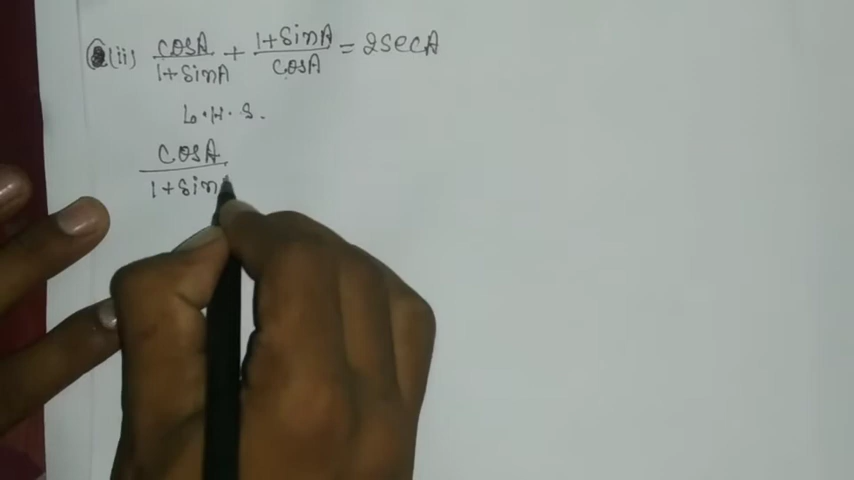 (ii) cosA/1+sinA + 1+sinA/cosA = 2secA
L.H.S.
cosA
1+sin